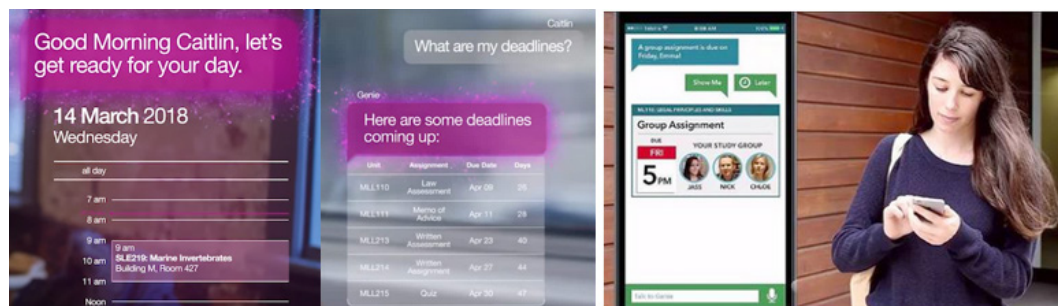 Good Morning Caitlin, let's
get ready for your day.
14 March 2018
Wednesday
all day
7 am
8 am
9 am
9 am
SLE219: Marine Invertebrates
Building M, Room 427
10 am
11 am
Noon
Caitlin
What are my deadlines?
Genie
Here are some deadlines
coming up:
Unit Assignment Due Date Days
MLL110 Law Assessment Apr 09 26
MLL111 Memo of Advice Apr 11 28
MLL213 Written Assessment Apr 23 40
MLL214 Written Assignment Apr 27 44
MLL215 Quiz Apr 30 47
A group assignment is due on
Friday, Emma!
Show Me
Later
LEGAL PRINCIPLES AND SKILLS
Group Assignment
DUE
FRI
5PM
YOUR STUDY GROUP
JASS NICK CHLOE
Talk to Genie